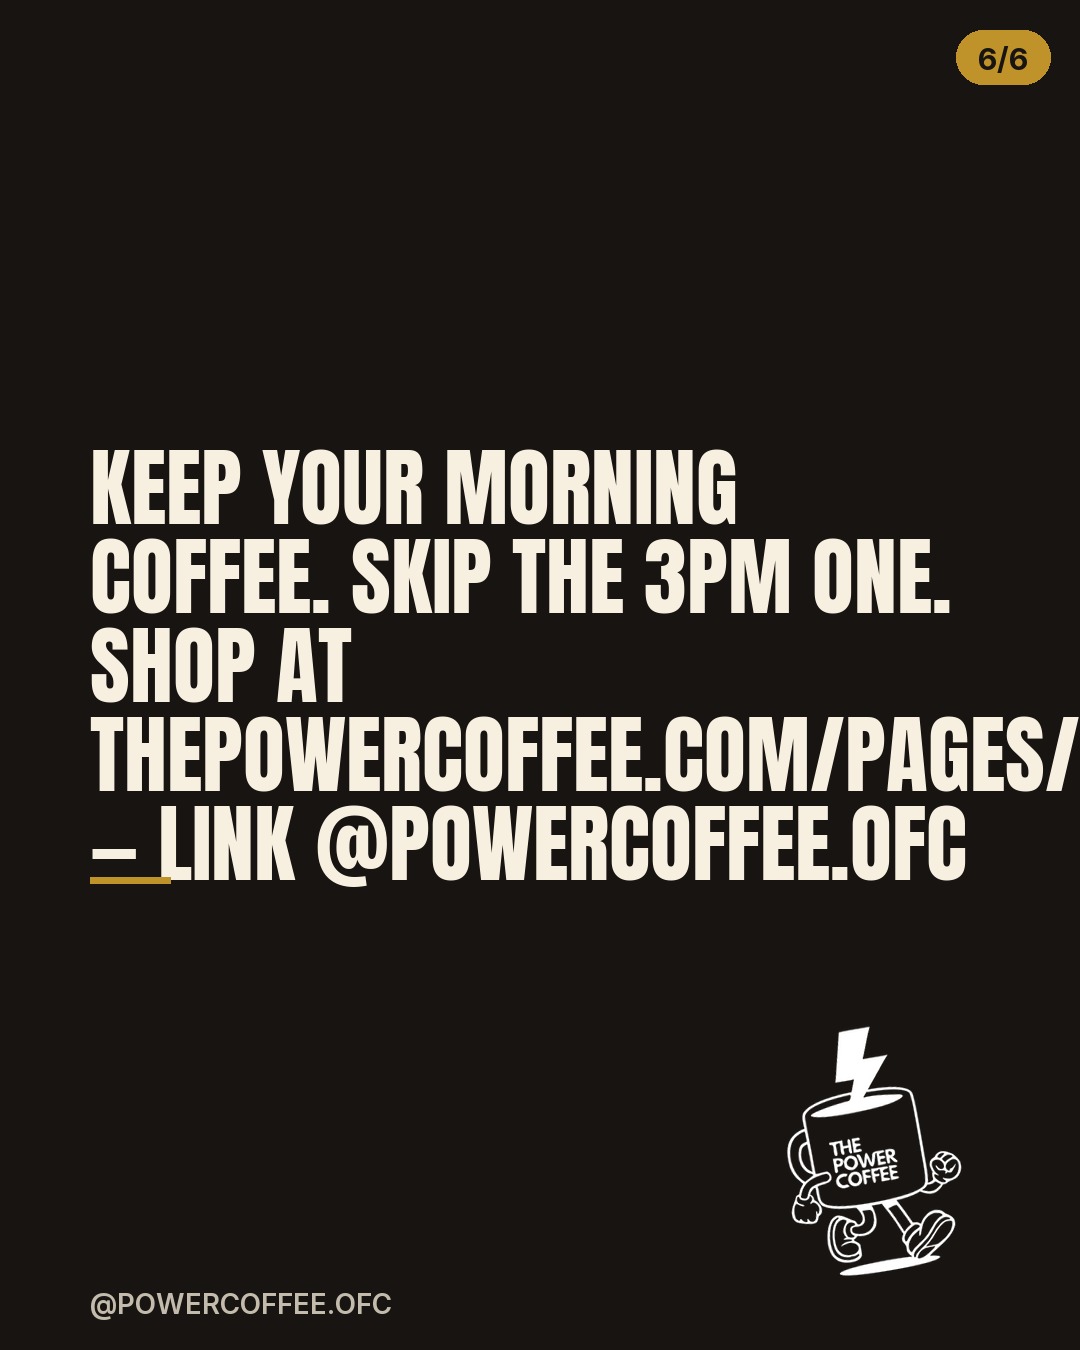 6/6
KEEP YOUR MORNING
COFFEE. SKIP THE 3PM ONE.
SHOP AT
THEPOWERCOFFEE.COM/PAGES/
— LINK @POWERCOFFEE.OFC
THE
POWER
COFFEE
@POWERCOFFEE.OFC